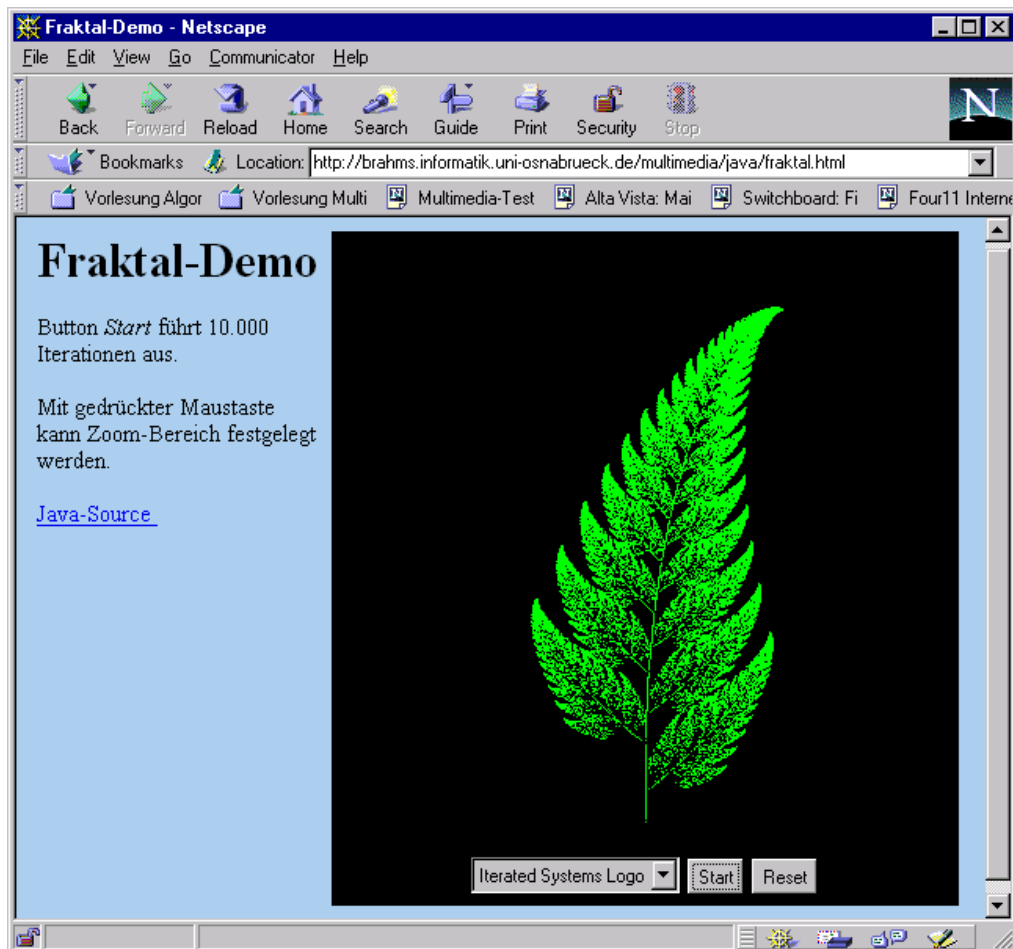 Fraktal-Demo - Netscape
File Edit View Go Communicator Help
Back Forward Reload Home Search Guide Print Security Stop
N
Bookmarks Location: http://brahms.informatik.uni-osnabrueck.de/multimedia/java/fraktal.html
Vorlesung Algor Vorlesung Multi Multimedia-Test Alta Vista: Mai Switchboard: Fi Four11 Interne
Fraktal-Demo
Button Start führt 10.000
Iterationen aus.
Mit gedrückter Maustaste
kann Zoom-Bereich festgelegt
werden.
Java-Source
Iterated Systems Logo Start Reset